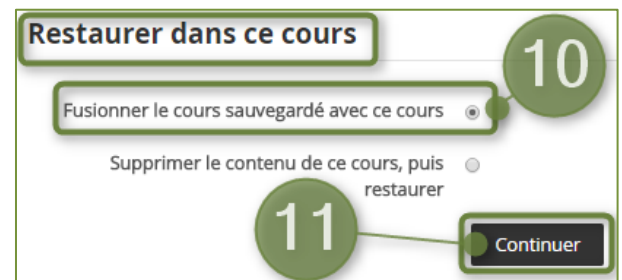 Restaurer dans ce cours
10
Fusionner le cours sauvegardé avec ce cours
Supprimer le contenu de ce cours, puis
restaurer
11
Continuer